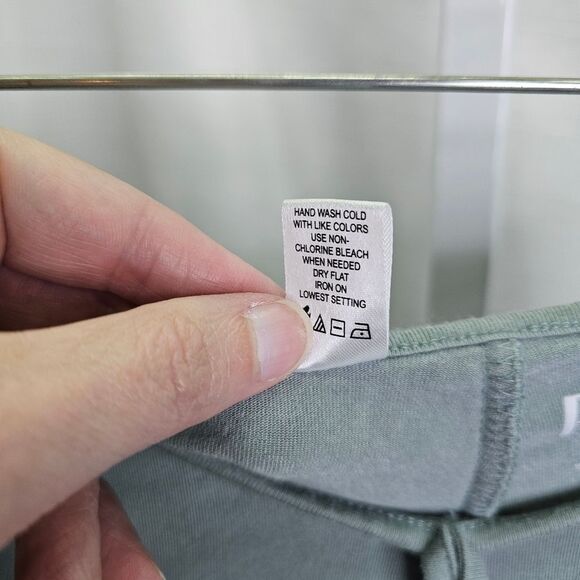 HAND WASH COLD
WITH LIKE COLORS
USE NON-
CHLORINE BLEACH
WHEN NEEDED
DRY FLAT
IRON ON
LOWEST SETTING
J